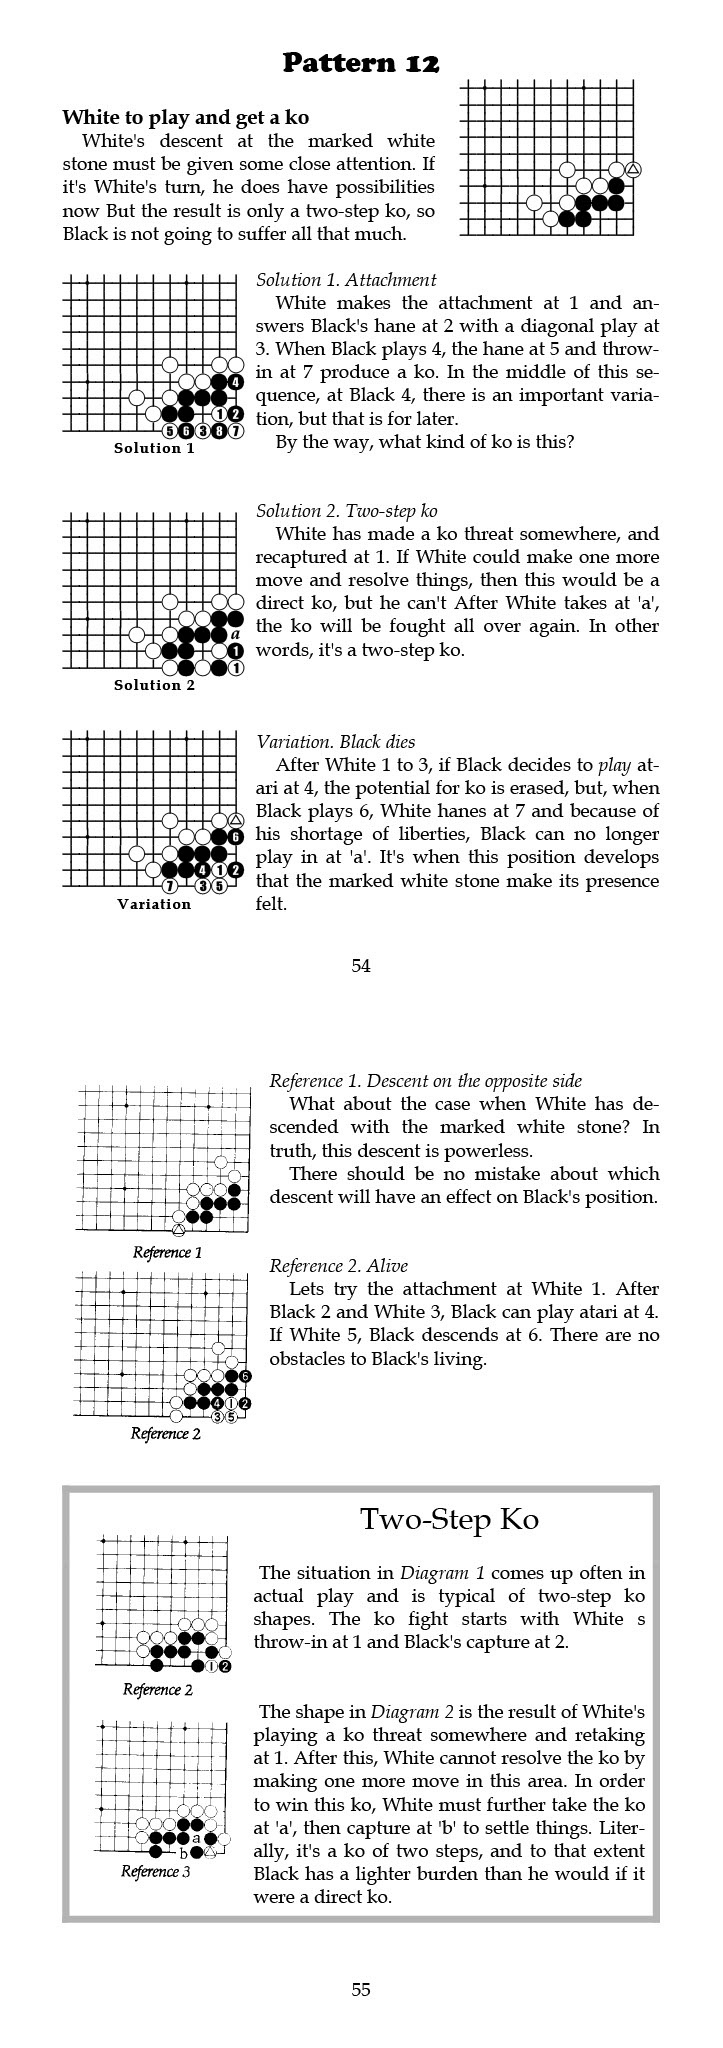 Pattern 12
White to play and get a ko
White's descent at the marked white
stone must be given some close attention. If
it's White's turn, he does have possibilities
now But the result is only a two-step ko, so
Black is not going to suffer all that much.
Solution 1. Attachment
White makes the attachment at 1 and an-
swers Black's hane at 2 with a diagonal play at
3. When Black plays 4, the hane at 5 and throw-
in at 7 produce a ko. In the middle of this se-
quence, at Black 4, there is an important varia-
tion, but that is for later.
By the way, what kind of ko is this?
4
1 2
5 6 3 8 7
Solution 1
Solution 2. Two-step ko
White has made a ko threat somewhere, and
recaptured at 1. If White could make one more
move and resolve things, then this would be a
direct ko, but he can't After White takes at 'a',
the ko will be fought all over again. In other
words, it's a two-step ko.
a
1
1
Solution 2
Variation. Black dies
After White 1 to 3, if Black decides to play at-
ari at 4, the potential for ko is erased, but, when
Black plays 6, White hanes at 7 and because of
his shortage of liberties, Black can no longer
play in at 'a'. It's when this position develops
that the marked white stone make its presence
felt.
6
4 1 2
7 3 5
Variation
54
Reference 1. Descent on the opposite side
What about the case when White has de-
scended with the marked white stone? In
truth, this descent is powerless.
There should be no mistake about which
descent will have an effect on Black's position.
Reference 1
Reference 2. Alive
Lets try the attachment at White 1. After
Black 2 and White 3, Black can play atari at 4.
If White 5, Black descends at 6. There are no
obstacles to Black's living.
6
4 1 2
3 5
Reference 2
Two-Step Ko
The situation in Diagram 1 comes up often in
actual play and is typical of two-step ko
shapes. The ko fight starts with White s
throw-in at 1 and Black's capture at 2.
1 2
Reference 2
The shape in Diagram 2 is the result of White's
playing a ko threat somewhere and retaking
at 1. After this, White cannot resolve the ko by
making one more move in this area. In order
to win this ko, White must further take the ko
at 'a', then capture at 'b' to settle things. Liter-
ally, it's a ko of two steps, and to that extent
Black has a lighter burden than he would if it
were a direct ko.
a
b
Reference 3
55